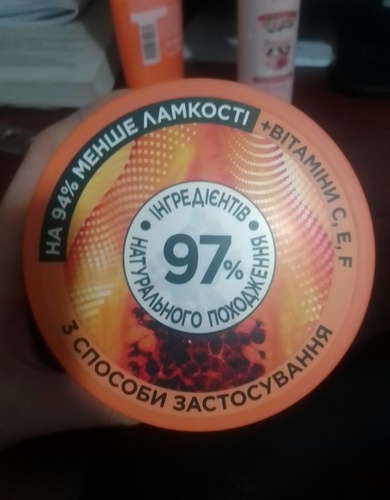 НА 94% МЕНШЕ ЛАМКОСТІ
+ВІТАМІНИ C, E, F
ІНГРЕДІЄНТІВ
97%
НАТУРАЛЬНОГО ПОХОДЖЕННЯ
3 СПОСОБИ ЗАСТОСУВАННЯ